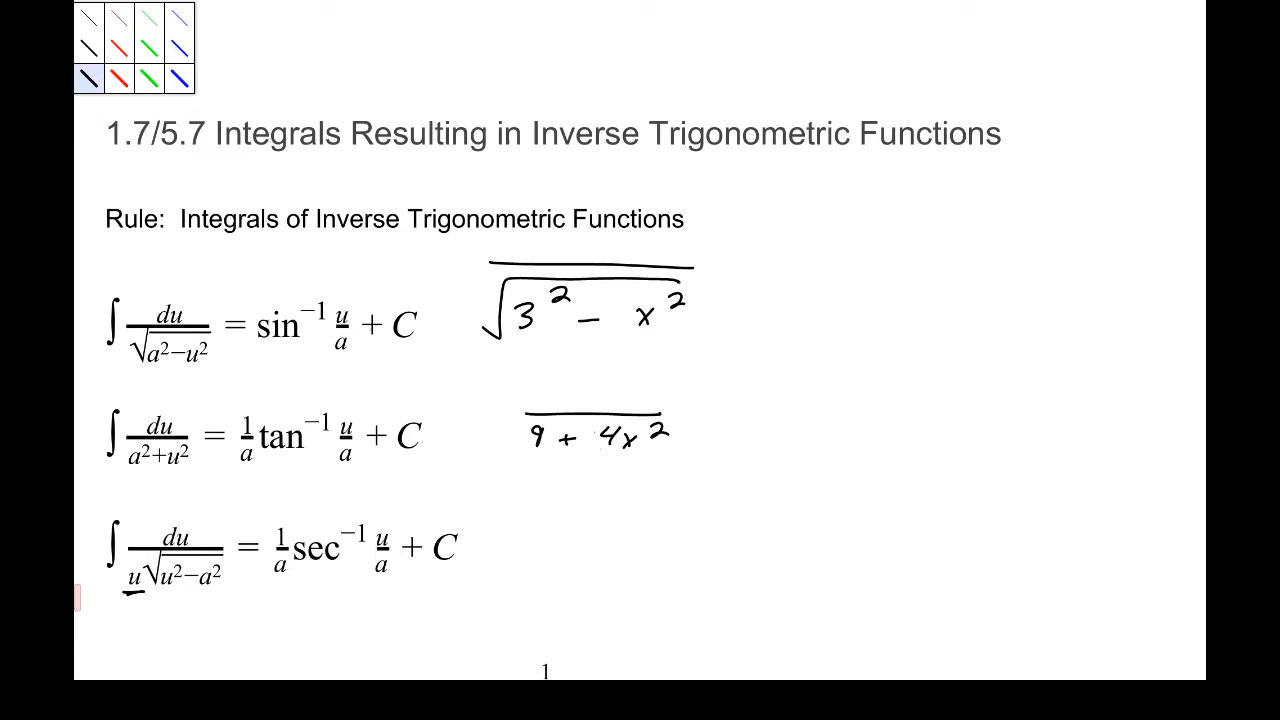 1.7/5.7 Integrals Resulting in Inverse Trigonometric Functions
Rule: Integrals of Inverse Trigonometric Functions
∫ du/√(a²−u²) = sin⁻¹ u/a + C
√(3² − x²)
∫ du/(a²+u²) = 1/a tan⁻¹ u/a + C
9 + 4x²
∫ du/(u√(u²−a²)) = 1/a sec⁻¹ u/a + C
1